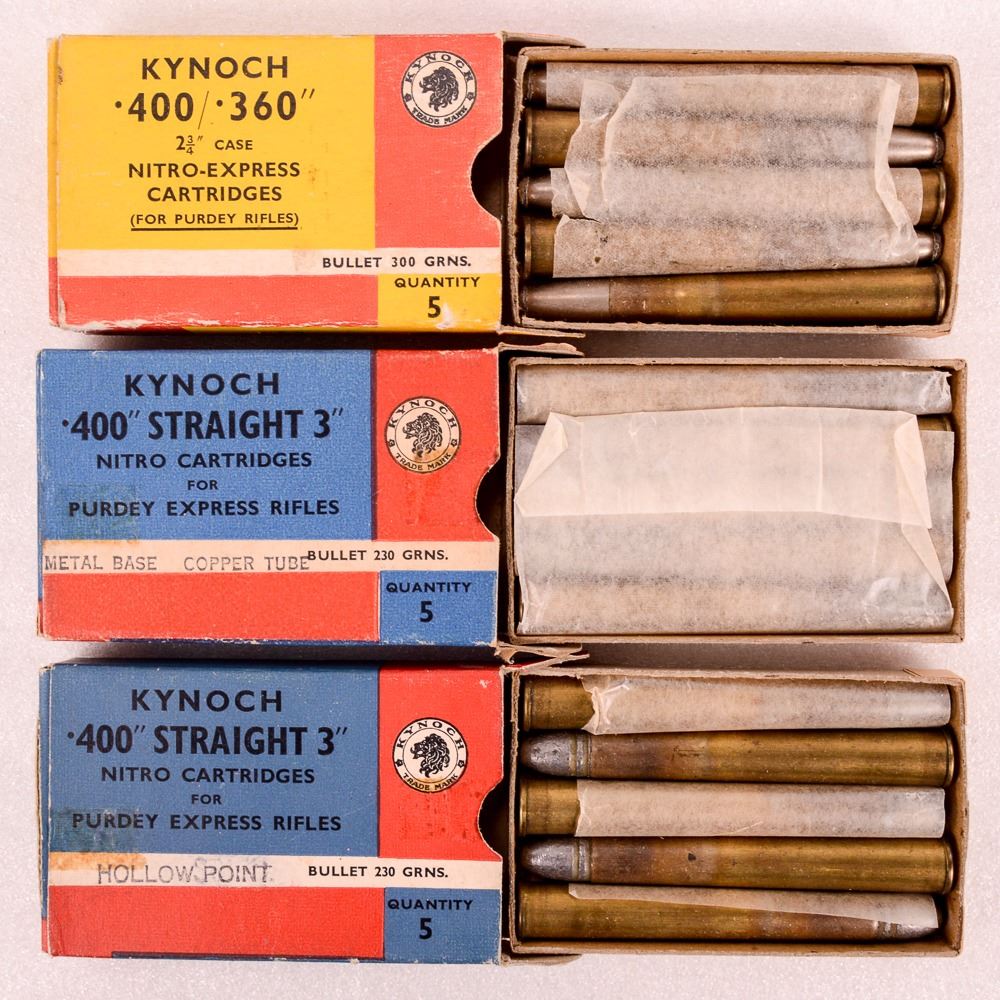 KYNOCH
·400/·360″
2¾″ CASE
NITRO-EXPRESS
CARTRIDGES
(FOR PURDEY RIFLES)
KYNOCH
TRADE MARK
BULLET 300 GRNS.
QUANTITY
5
KYNOCH
·400″ STRAIGHT 3″
NITRO CARTRIDGES
FOR
PURDEY EXPRESS RIFLES
KYNOCH
TRADE MARK
METAL BASE COPPER TUBE BULLET 230 GRNS.
QUANTITY
5
KYNOCH
·400″ STRAIGHT 3″
NITRO CARTRIDGES
FOR
PURDEY EXPRESS RIFLES
KYNOCH
TRADE MARK
HOLLOW POINT BULLET 230 GRNS.
QUANTITY
5